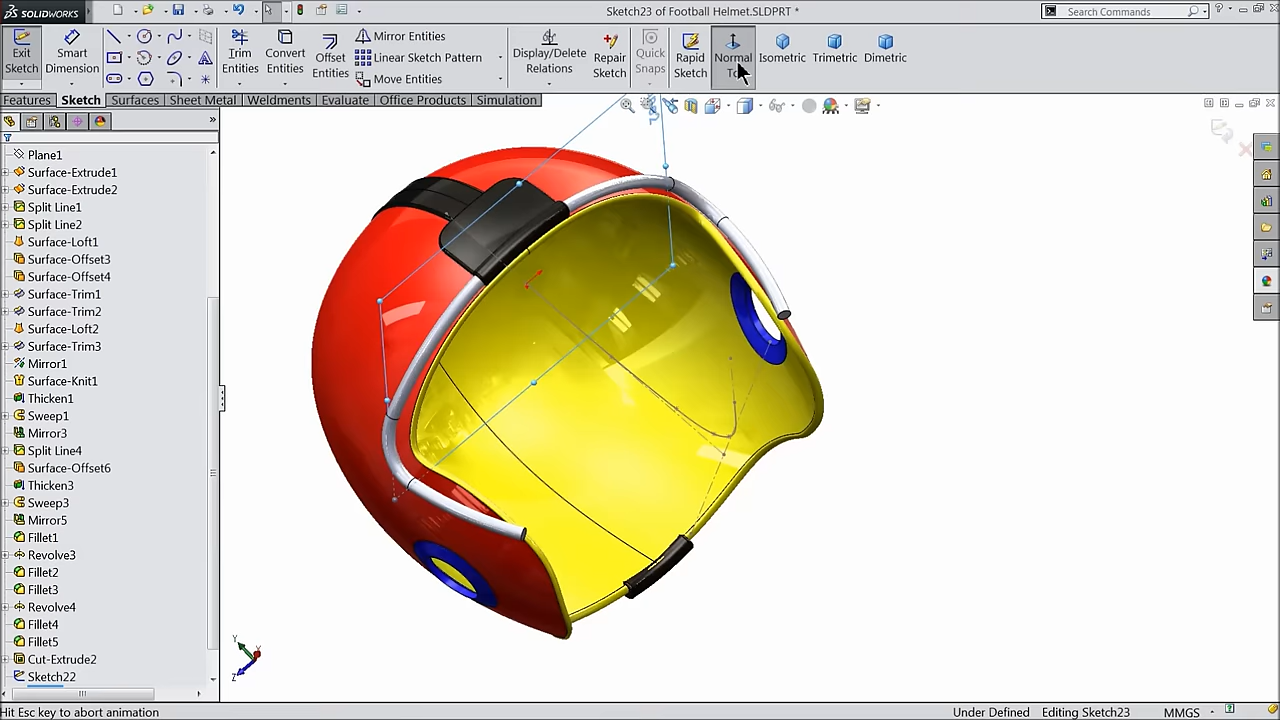 SOLIDWORKS
Sketch23 of Football Helmet.SLDPRT *
Search Commands
Exit Sketch
Smart Dimension
Trim Entities
Convert Entities
Offset Entities
Mirror Entities
Linear Sketch Pattern
Move Entities
Display/Delete Relations
Repair Sketch
Quick Snaps
Rapid Sketch
Normal To
Isometric
Trimetric
Dimetric
Features Sketch Surfaces Sheet Metal Weldments Evaluate Office Products Simulation
Plane1
Surface-Extrude1
Surface-Extrude2
Split Line1
Split Line2
Surface-Loft1
Surface-Offset3
Surface-Offset4
Surface-Trim1
Surface-Trim2
Surface-Loft2
Surface-Trim3
Mirror1
Surface-Knit1
Thicken1
Sweep1
Mirror3
Split Line4
Surface-Offset6
Thicken3
Sweep3
Mirror5
Fillet1
Revolve3
Fillet2
Fillet3
Revolve4
Fillet4
Fillet5
Cut-Extrude2
Sketch22
Y
X
Z
Hit Esc key to abort animation
Under Defined Editing Sketch23 MMGS